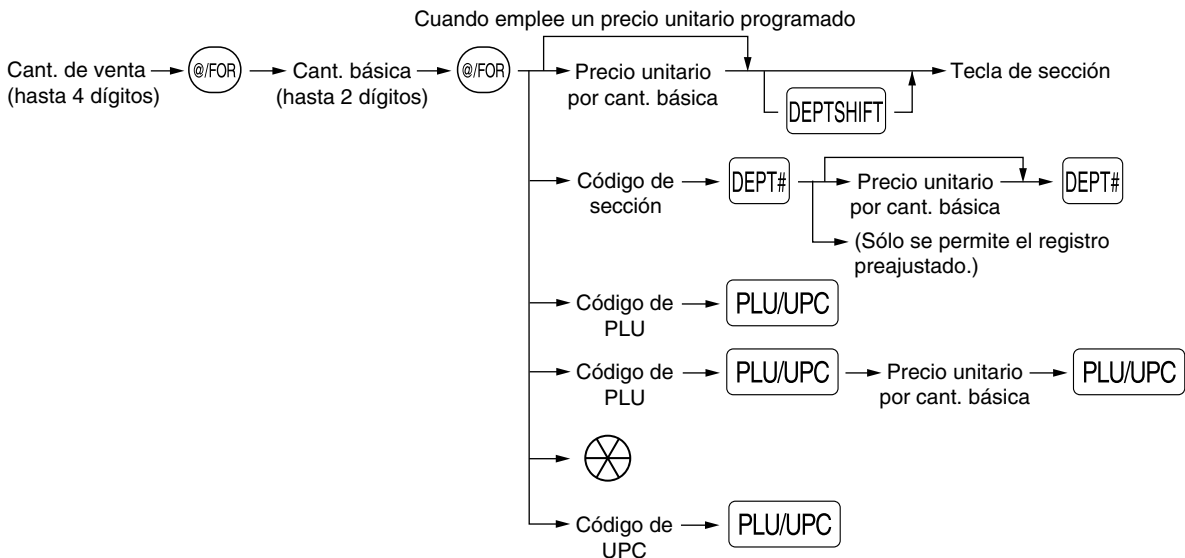 Cuando emplee un precio unitario programado
Cant. de venta
(hasta 4 dígitos)
@/FOR
Cant. básica
(hasta 2 dígitos)
@/FOR
Precio unitario
por cant. básica
DEPTSHIFT
Tecla de sección
Código de
sección
DEPT#
Precio unitario
por cant. básica
DEPT#
(Sólo se permite el registro
preajustado.)
Código de
PLU
PLU/UPC
Código de
PLU
PLU/UPC
Precio unitario
por cant. básica
PLU/UPC
Código de
UPC
PLU/UPC